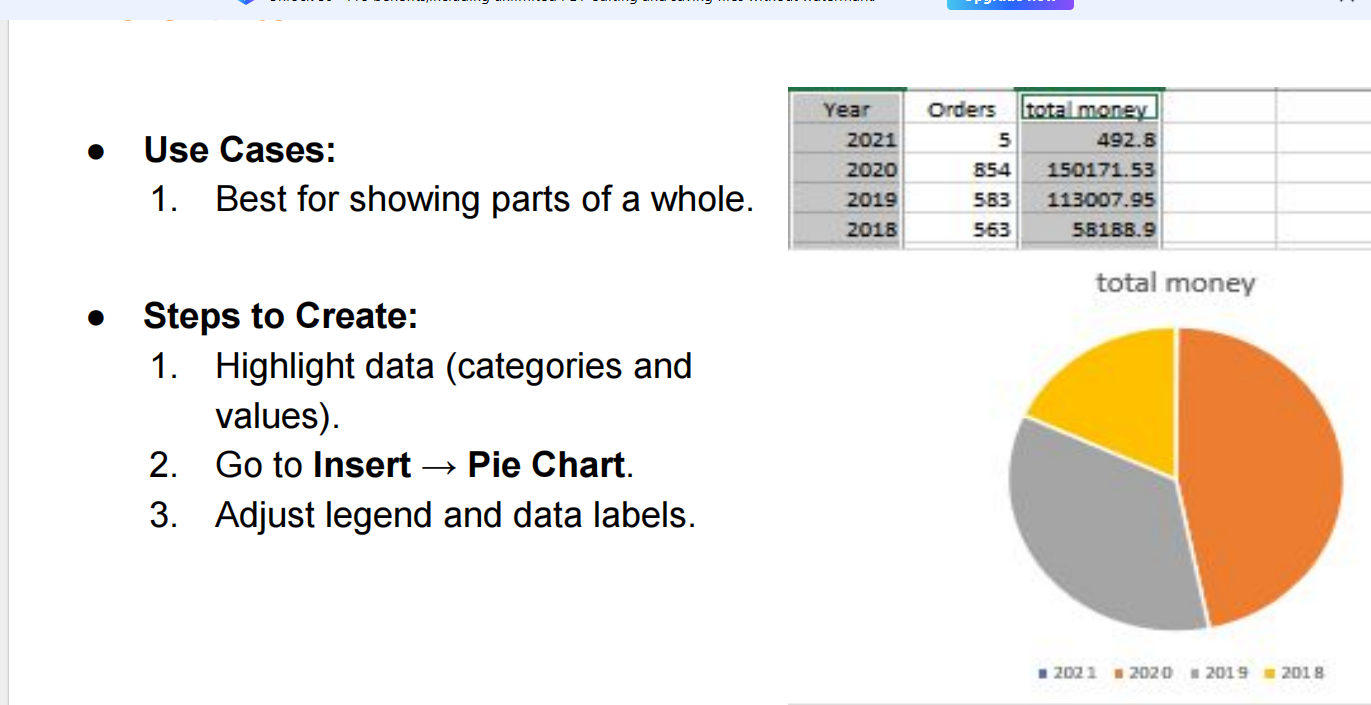 ● Use Cases:
1. Best for showing parts of a whole.
● Steps to Create:
1. Highlight data (categories and
values).
2. Go to Insert → Pie Chart.
3. Adjust legend and data labels.
Year Orders total money
2021 5 492.8
2020 854 150171.53
2019 583 113007.95
2018 563 58188.9
total money
2021 2020 2019 2018